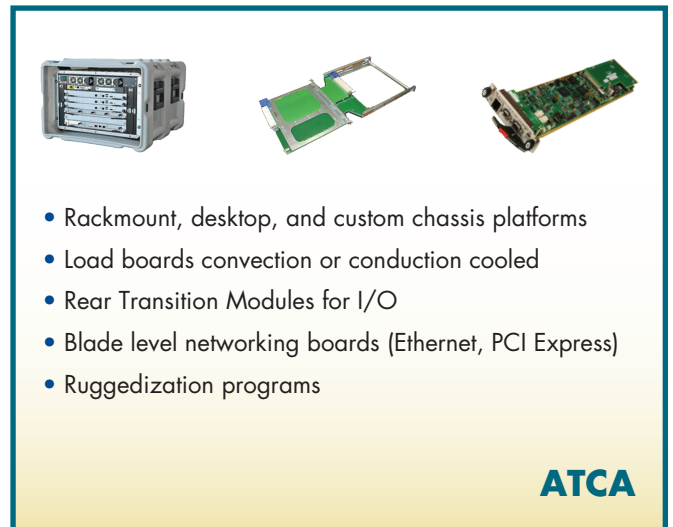 • Rackmount, desktop, and custom chassis platforms
• Load boards convection or conduction cooled
• Rear Transition Modules for I/O
• Blade level networking boards (Ethernet, PCI Express)
• Ruggedization programs
ATCA